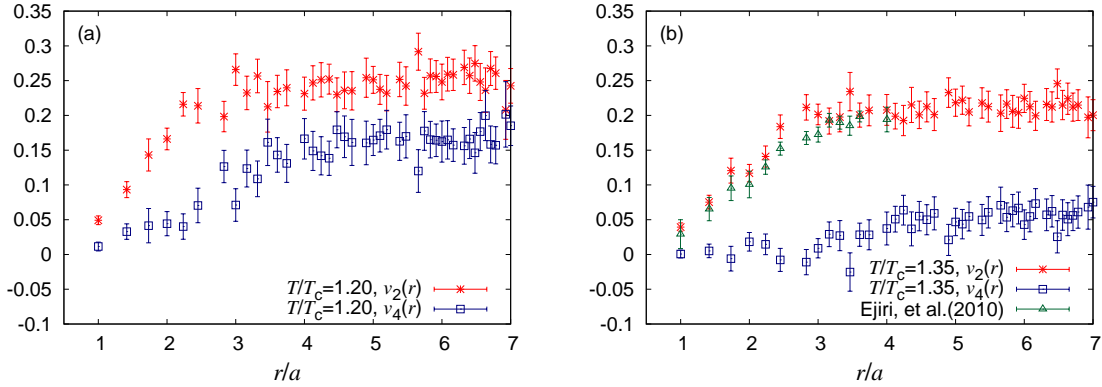 (a)
0.35
0.3
0.25
0.2
0.15
0.1
0.05
0
-0.05
-0.1
T/Tc=1.20, v2(r)
T/Tc=1.20, v4(r)
1 2 3 4 5 6 7
r/a
(b)
0.35
0.3
0.25
0.2
0.15
0.1
0.05
0
-0.05
-0.1
T/Tc=1.35, v2(r)
T/Tc=1.35, v4(r)
Ejiri, et al.(2010)
1 2 3 4 5 6 7
r/a